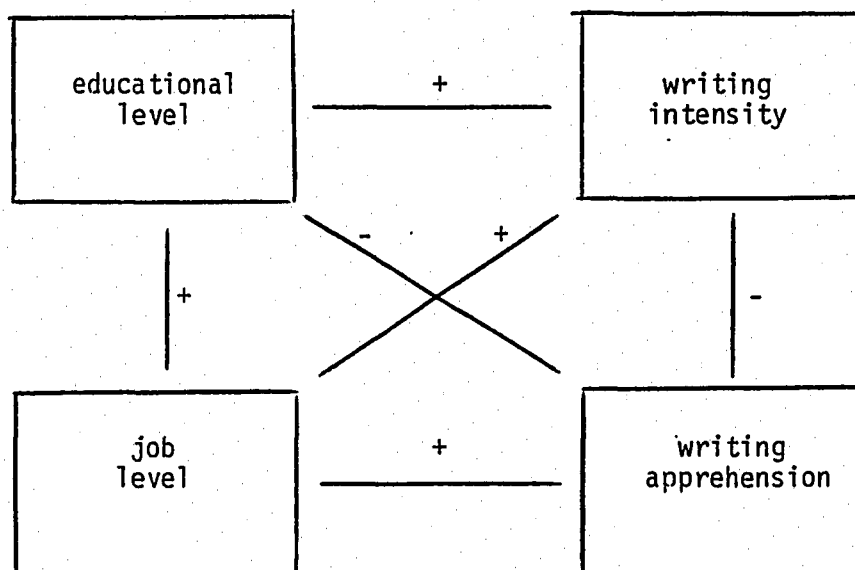 educational
level
+
writing
intensity
-
+
+
-
job
level
+
writing
apprehension